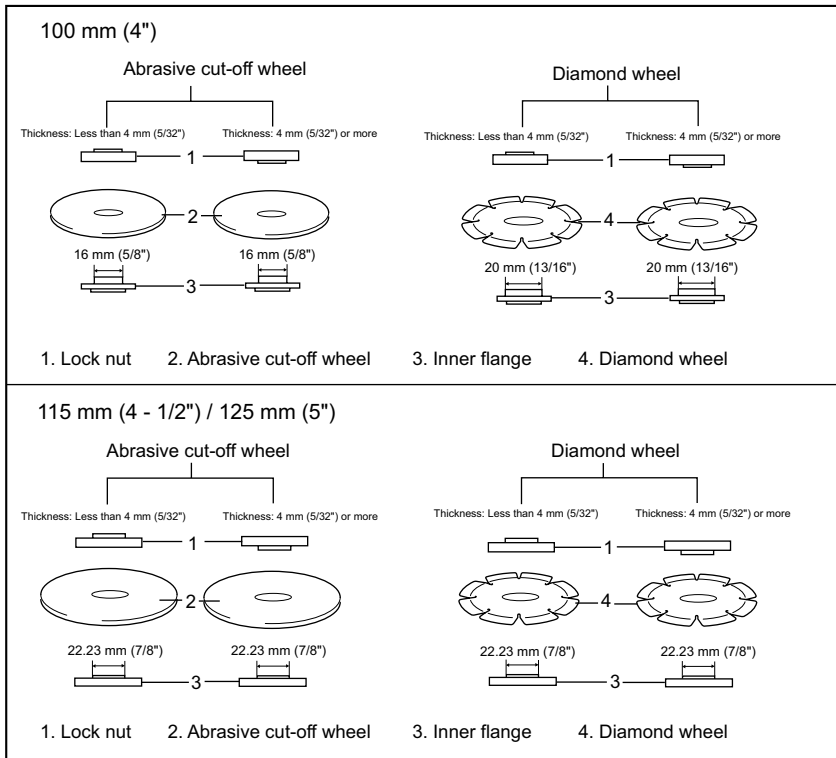 100 mm (4")
Abrasive cut-off wheel
Diamond wheel
Thickness: Less than 4 mm (5/32")
Thickness: 4 mm (5/32") or more
Thickness: Less than 4 mm (5/32")
Thickness: 4 mm (5/32") or more
1
1
2
4
16 mm (5/8")
16 mm (5/8")
20 mm (13/16")
20 mm (13/16")
3
3
1. Lock nut 2. Abrasive cut-off wheel 3. Inner flange 4. Diamond wheel
115 mm (4 - 1/2") / 125 mm (5")
Abrasive cut-off wheel
Diamond wheel
Thickness: Less than 4 mm (5/32")
Thickness: 4 mm (5/32") or more
Thickness: Less than 4 mm (5/32")
Thickness: 4 mm (5/32") or more
1
1
2
4
22.23 mm (7/8")
22.23 mm (7/8")
22.23 mm (7/8")
22.23 mm (7/8")
3
3
1. Lock nut 2. Abrasive cut-off wheel 3. Inner flange 4. Diamond wheel